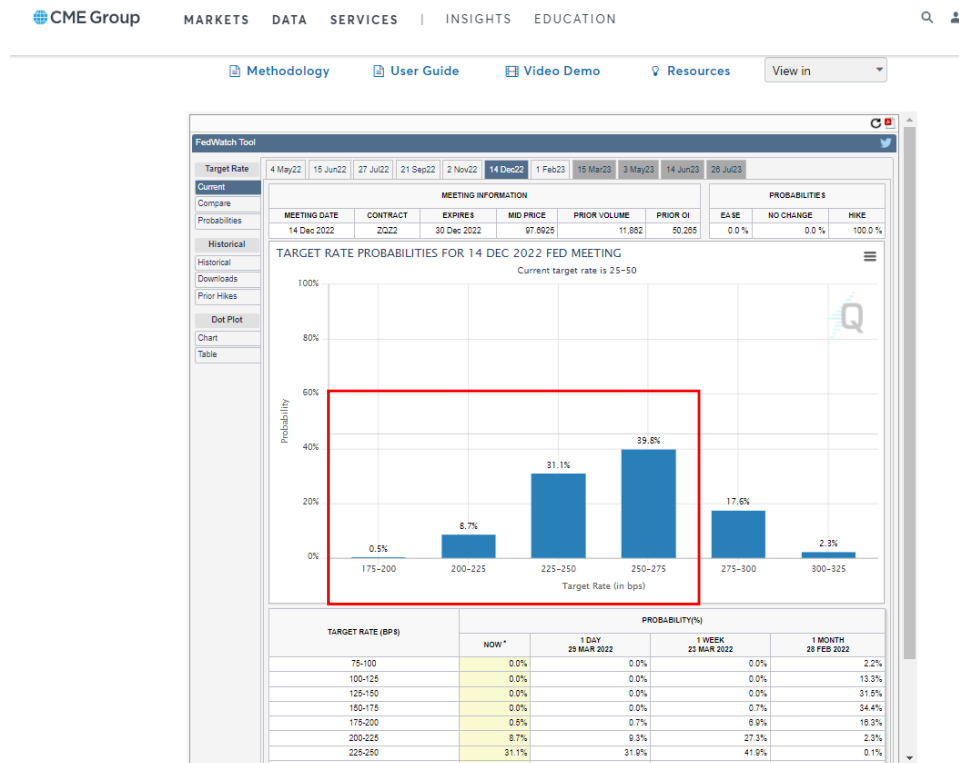 CME Group MARKETS DATA SERVICES | INSIGHTS EDUCATION
Methodology User Guide Video Demo Resources View in
FedWatch Tool
Target Rate 4 May22 15 Jun22 27 Jul22 21 Sep22 2 Nov22 14 Dec22 1 Feb23 15 Mar23 3 May23 14 Jun23 26 Jul23
Current
Compare
Probabilities
Historical
Historical
Downloads
Prior Hikes
Dot Plot
Chart
Table
MEETING INFORMATION PROBABILITIES
MEETING DATE CONTRACT EXPIRES MID PRICE PRIOR VOLUME PRIOR OI EASE NO CHANGE HIKE
14 Dec 2022 ZQZ2 30 Dec 2022 97.6925 11,862 50,265 0.0 % 0.0 % 100.0 %
TARGET RATE PROBABILITIES FOR 14 DEC 2022 FED MEETING
Current target rate is 25-50
Q
Probability
100%
80%
60%
40%
20%
0%
0.5%
8.7%
31.1%
39.8%
17.6%
2.3%
175-200 200-225 225-250 250-275 275-300 300-325
Target Rate (in bps)
TARGET RATE (BPS) PROBABILITY(%)
NOW * 1 DAY 1 WEEK 1 MONTH
29 MAR 2022 23 MAR 2022 28 FEB 2022
75-100 0.0% 0.0% 0.0% 2.2%
100-125 0.0% 0.0% 0.0% 13.3%
125-150 0.0% 0.0% 0.0% 31.5%
150-175 0.0% 0.0% 0.7% 34.4%
175-200 0.5% 0.7% 6.9% 16.3%
200-225 8.7% 9.3% 27.3% 2.3%
225-250 31.1% 31.9% 41.9% 0.1%